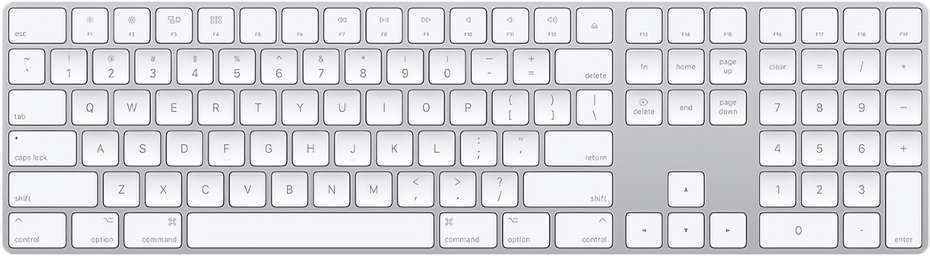 esc F1 F2 F3 F4 F5 F6 F7 F8 F9 F10 F11 F12 F13 F14 F15 F16 F17 F18 F19
~ ` ! 1 @ 2 # 3 $ 4 % 5 ^ 6 & 7 * 8 ( 9 ) 0 _ - + = delete fn home page up clear = / *
tab Q W E R T Y U I O P { [ } ] | \ delete end page down 7 8 9 −
caps lock A S D F G H J K L : ; " ' return 4 5 6 +
shift Z X C V B N M < , > . ? / shift 1 2 3
control option command command option control 0 . enter